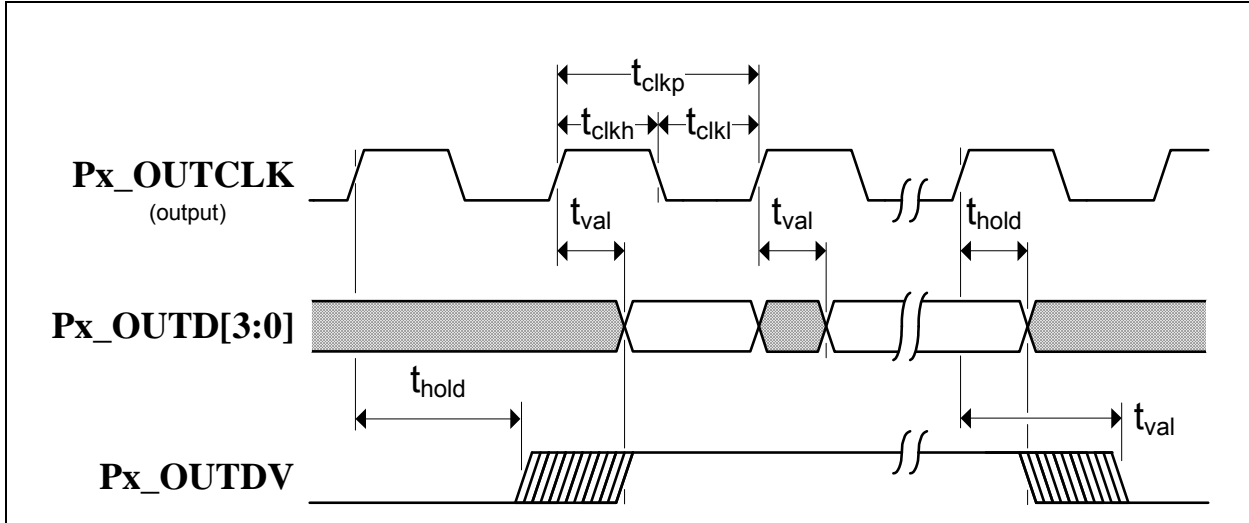 tclkp
tclkh tclkl
Px_OUTCLK
(output)
tval tval thold
Px_OUTD[3:0]
thold
tval
Px_OUTDV